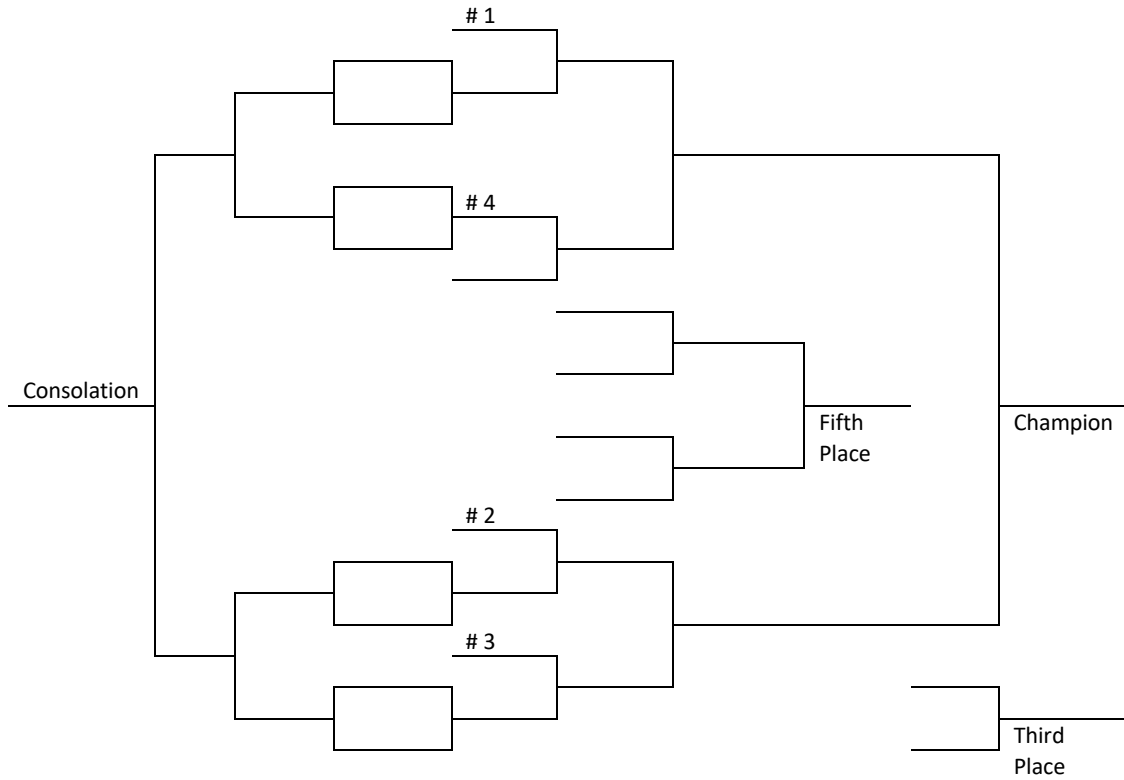 # 1
# 4
Consolation
Fifth
Place
Champion
# 2
# 3
Third
Place